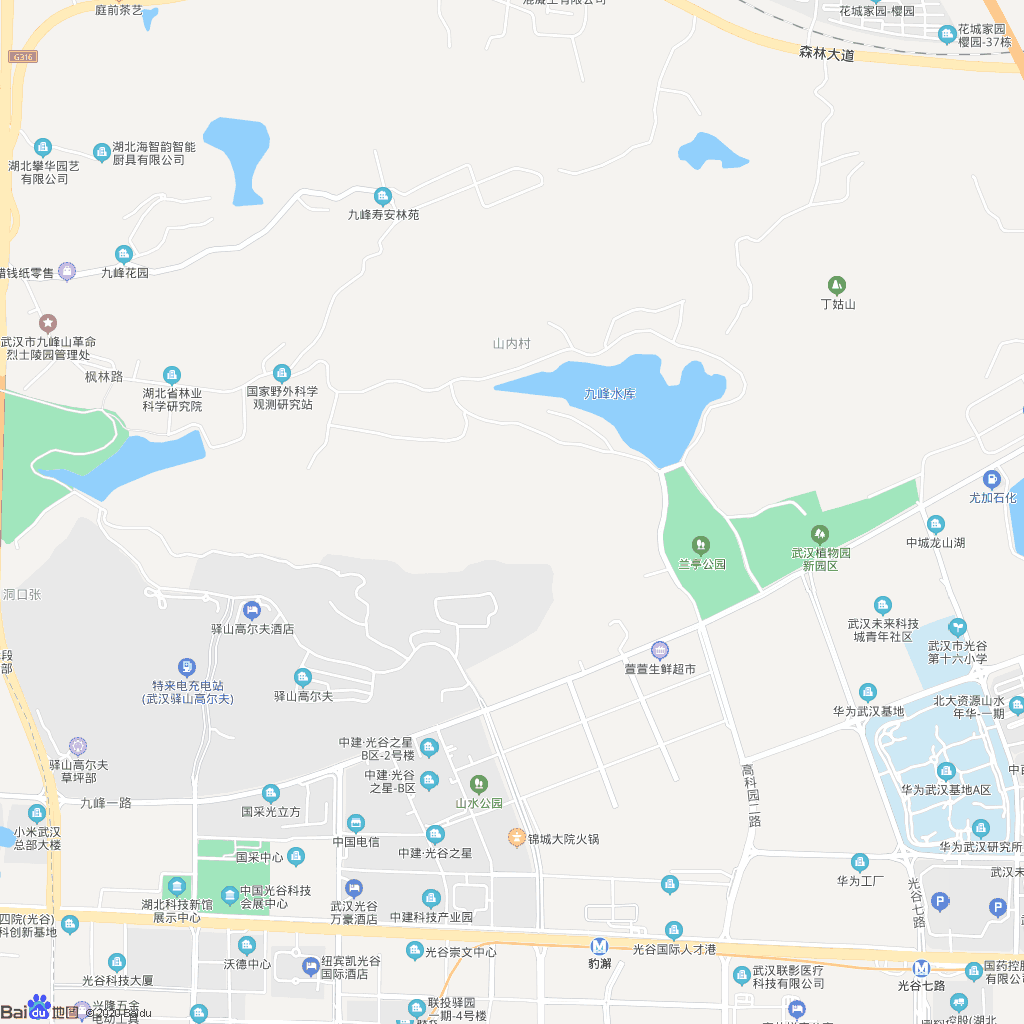 庭前茶艺
混凝土有限公司
花城家园-樱园
花城家园
樱园-37栋
森林大道
G316
湖北海智韵智能
厨具有限公司
湖北攀华园艺
有限公司
九峰寿安林苑
九峰花园
腊钱纸零售
丁姑山
武汉市九峰山革命
烈士陵园管理处
山内村
枫林路
湖北省林业
科学研究院
国家野外科学
观测研究站
九峰水库
尤加石化
中城龙山湖
武汉植物园
新园区
兰亭公园
洞口张
驿山高尔夫酒店
武汉未来科技
城青年社区
武汉市光谷
第十六小学
萱萱生鲜超市
特来电充电站
(武汉驿山高尔夫)
驿山高尔夫
华为武汉基地
北大资源山水
年华-一期
驿山高尔夫
草坪部
中建·光谷之星
B区-2号楼
中建·光谷
之星-B区
山水公园
高科园二路
华为武汉基地A区
九峰一路
国采光立方
小米武汉
总部大楼
中国电信
中建·光谷之星
锦城大院火锅
华为武汉研究所
国采中心
华为工厂
武汉未
光谷七路
中国光谷科技
会展中心
湖北科技新馆
展示中心
武汉光谷
万豪酒店
中建科技产业园
四院(光谷)
科创新基地
沃德中心
光谷崇文中心
豹澥
光谷国际人才港
光谷科技大厦
纽宾凯光谷
国际酒店
武汉联影医疗
科技有限公司
光谷七路
国药控股
有限公司
兴隆五金
电动工具
联投驿园
一期-4号楼
Baidu地图
© 2020 Baidu